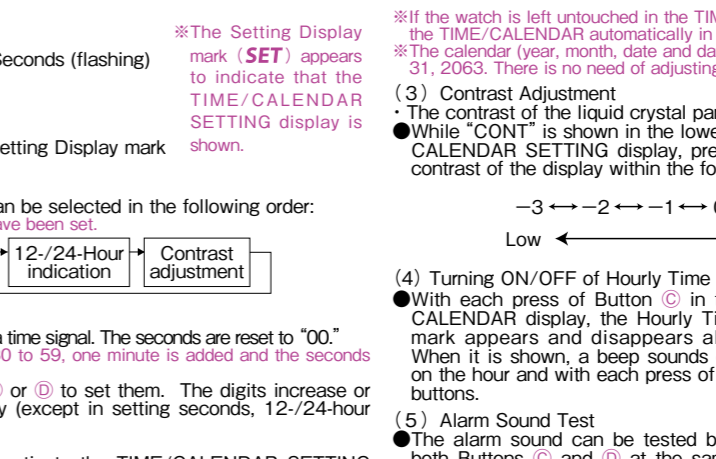 ※The Setting Display
mark (SET) appears
to indicate that the
TIME/CALENDAR
SETTING display is
shown.
Seconds (flashing)
etting Display mark
an be selected in the following order:
ave been set.
12-/24-Hour
indication
Contrast
adjustment
a time signal. The seconds are reset to “00.”
0 to 59, one minute is added and the seconds
or Ⓓ to set them. The digits increase or
y (except in setting seconds, 12-/24-hour
TIME/CALENDAR SETTING
※If the watch is left untouched in the TIM
the TIME/CALENDAR automatically in
※The calendar (year, month, date and da
31, 2063. There is no need of adjusting
(3) Contrast Adjustment
・The contrast of the liquid crystal par
●While “CONT” is shown in the lowe
CALENDAR SETTING display, pre
contrast of the display within the fo
−3 ↔ −2 ↔ −1 ↔
Low ←
(4) Turning ON/OFF of Hourly Time
●With each press of Button Ⓒ in
CALENDAR display, the Hourly Ti
mark appears and disappears al
When it is shown, a beep sounds
on the hour and with each press of
buttons.
(5) Alarm Sound Test
●The alarm sound can be tested b
both Buttons Ⓒ and Ⓓ at the sam